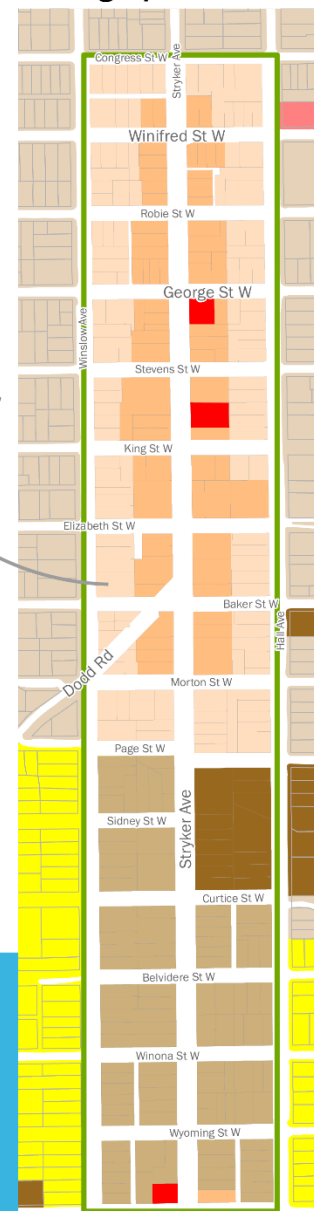 Congress St W
Stryker Ave
Winifred St W
Robie St W
George St W
Winslow Ave
Stevens St W
King St W
Elizabeth St W
Baker St W
Hall Ave
Dodd Rd
Morton St W
Page St W
Stryker Ave
Sidney St W
Curtice St W
Belvidere St W
Winona St W
Wyoming St W